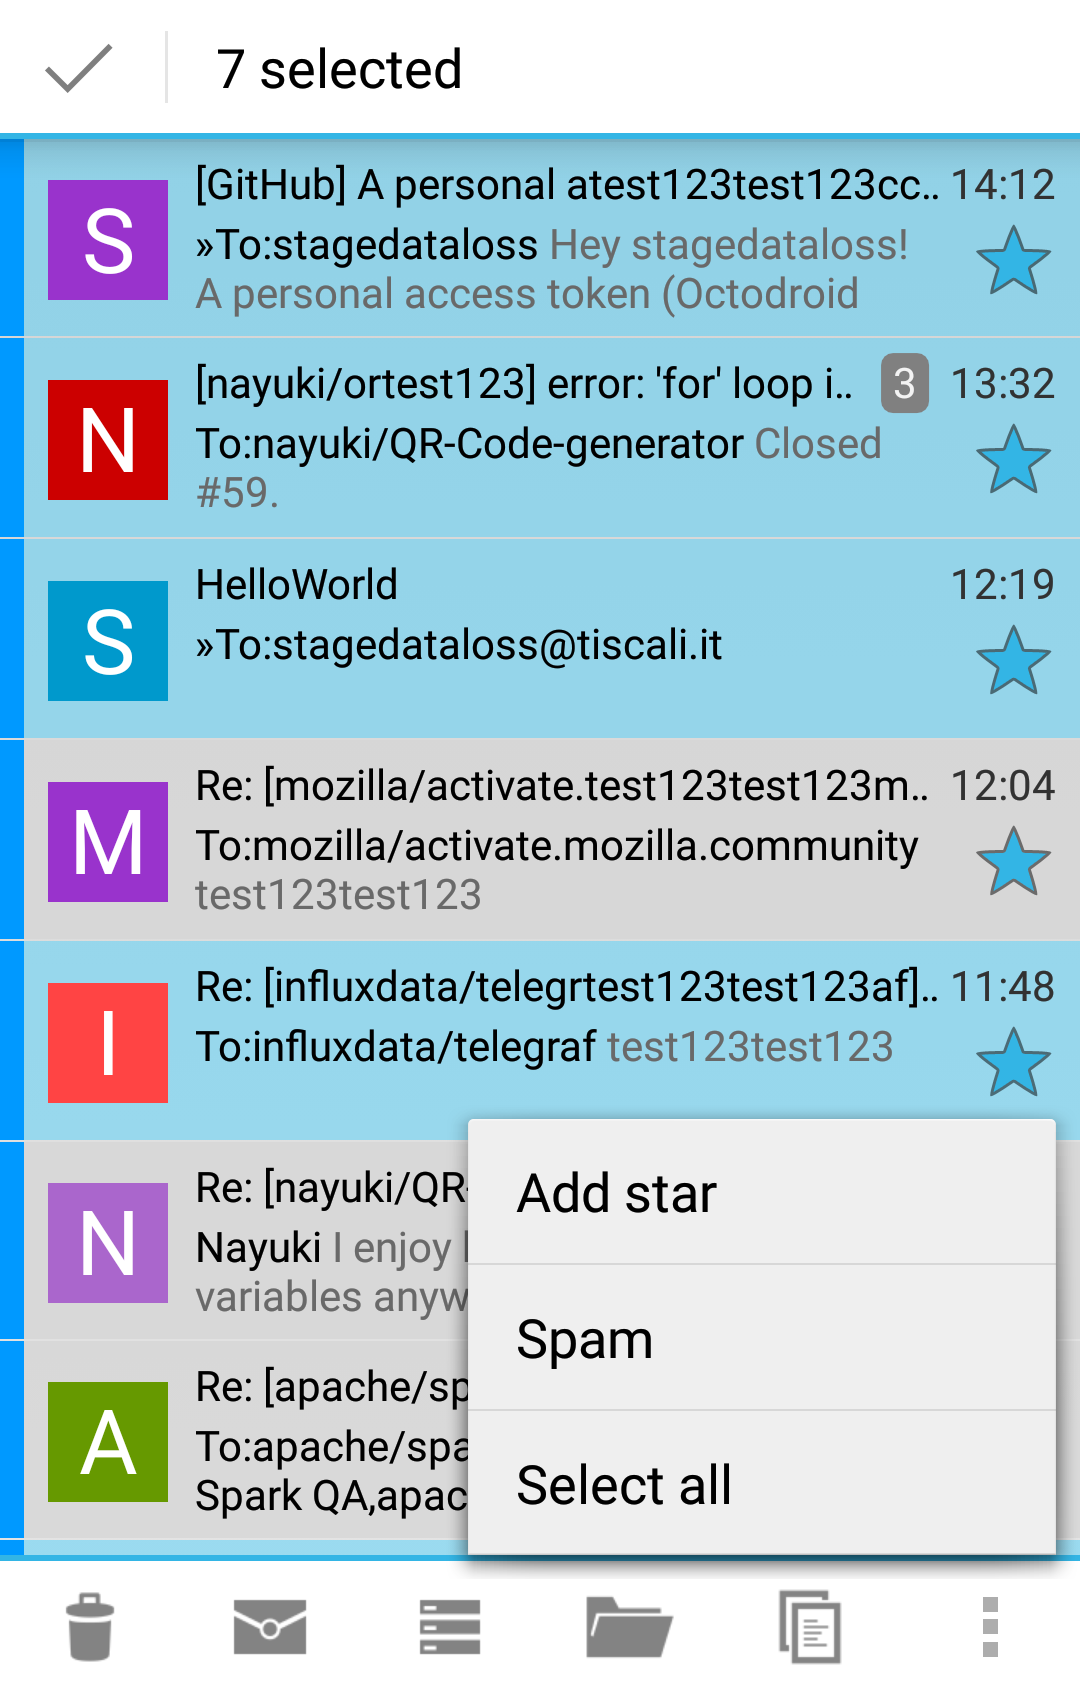 7 selected
S
[GitHub] A personal atest123test123cc.. 14:12
»To:stagedataloss Hey stagedataloss!
A personal access token (Octodroid
N
[nayuki/ortest123] error: 'for' loop i.. 3 13:32
To:nayuki/QR-Code-generator Closed
#59.
S
HelloWorld 12:19
»To:stagedataloss@tiscali.it
M
Re: [mozilla/activate.test123test123m.. 12:04
To:mozilla/activate.mozilla.community
test123test123
I
Re: [influxdata/telegrtest123test123af].. 11:48
To:influxdata/telegraf test123test123
N
Re: [nayuki/QR-
Nayuki I enjoy
variables anyw
A
Re: [apache/sp
To:apache/spa
Spark QA,apac
Add star
Spam
Select all